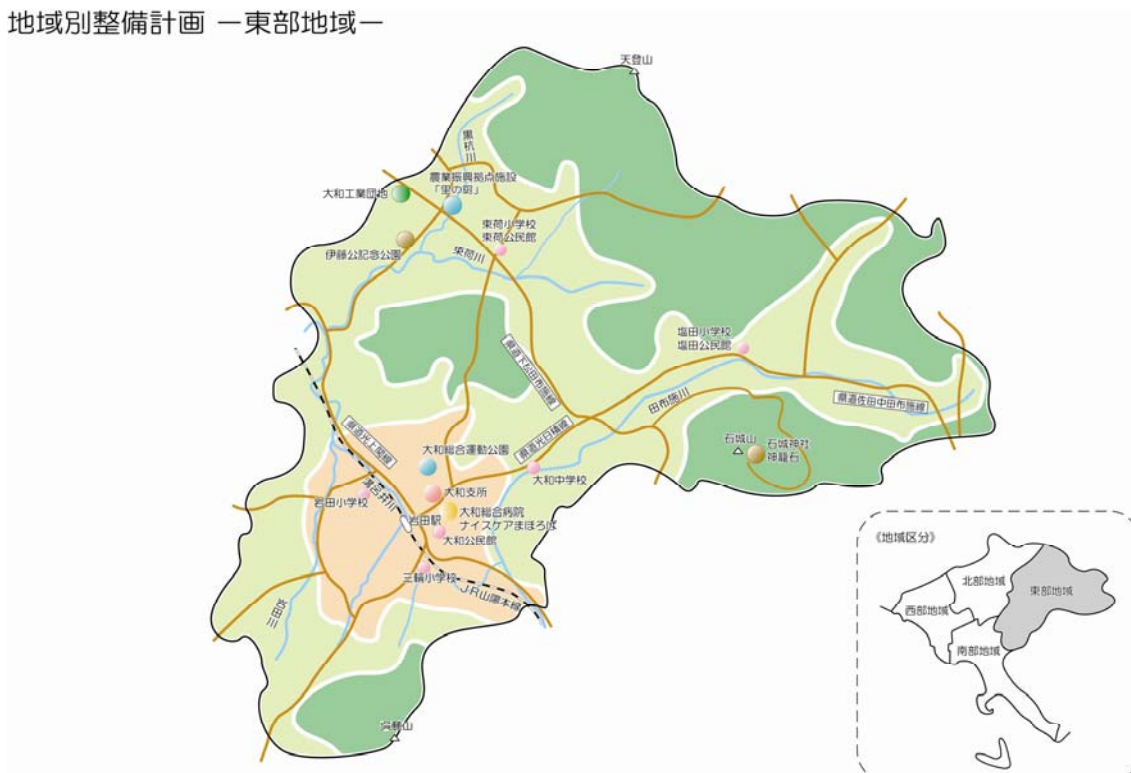 地域別整備計画 ー東部地域ー
天登山
黒杭川
大和工業団地
農業振興拠点施設
「里の厨」
東荷小学校
東荷公民館
伊藤公記念公園
束荷川
塩田小学校
塩田公民館
県道下松田布施線
田布施川
県道佐田中田布施線
県道光日積線
石城山
石城神社
神籠石
県道光上関線
大和総合運動公園
大和中学校
大和支所
岩田小学校
大和総合病院
ナイスケアまほろば
岩田駅
大和公民館
三輪小学校
JR山陽本線
宮田川
《地域区分》
北部地域
東部地域
西部地域
南部地域